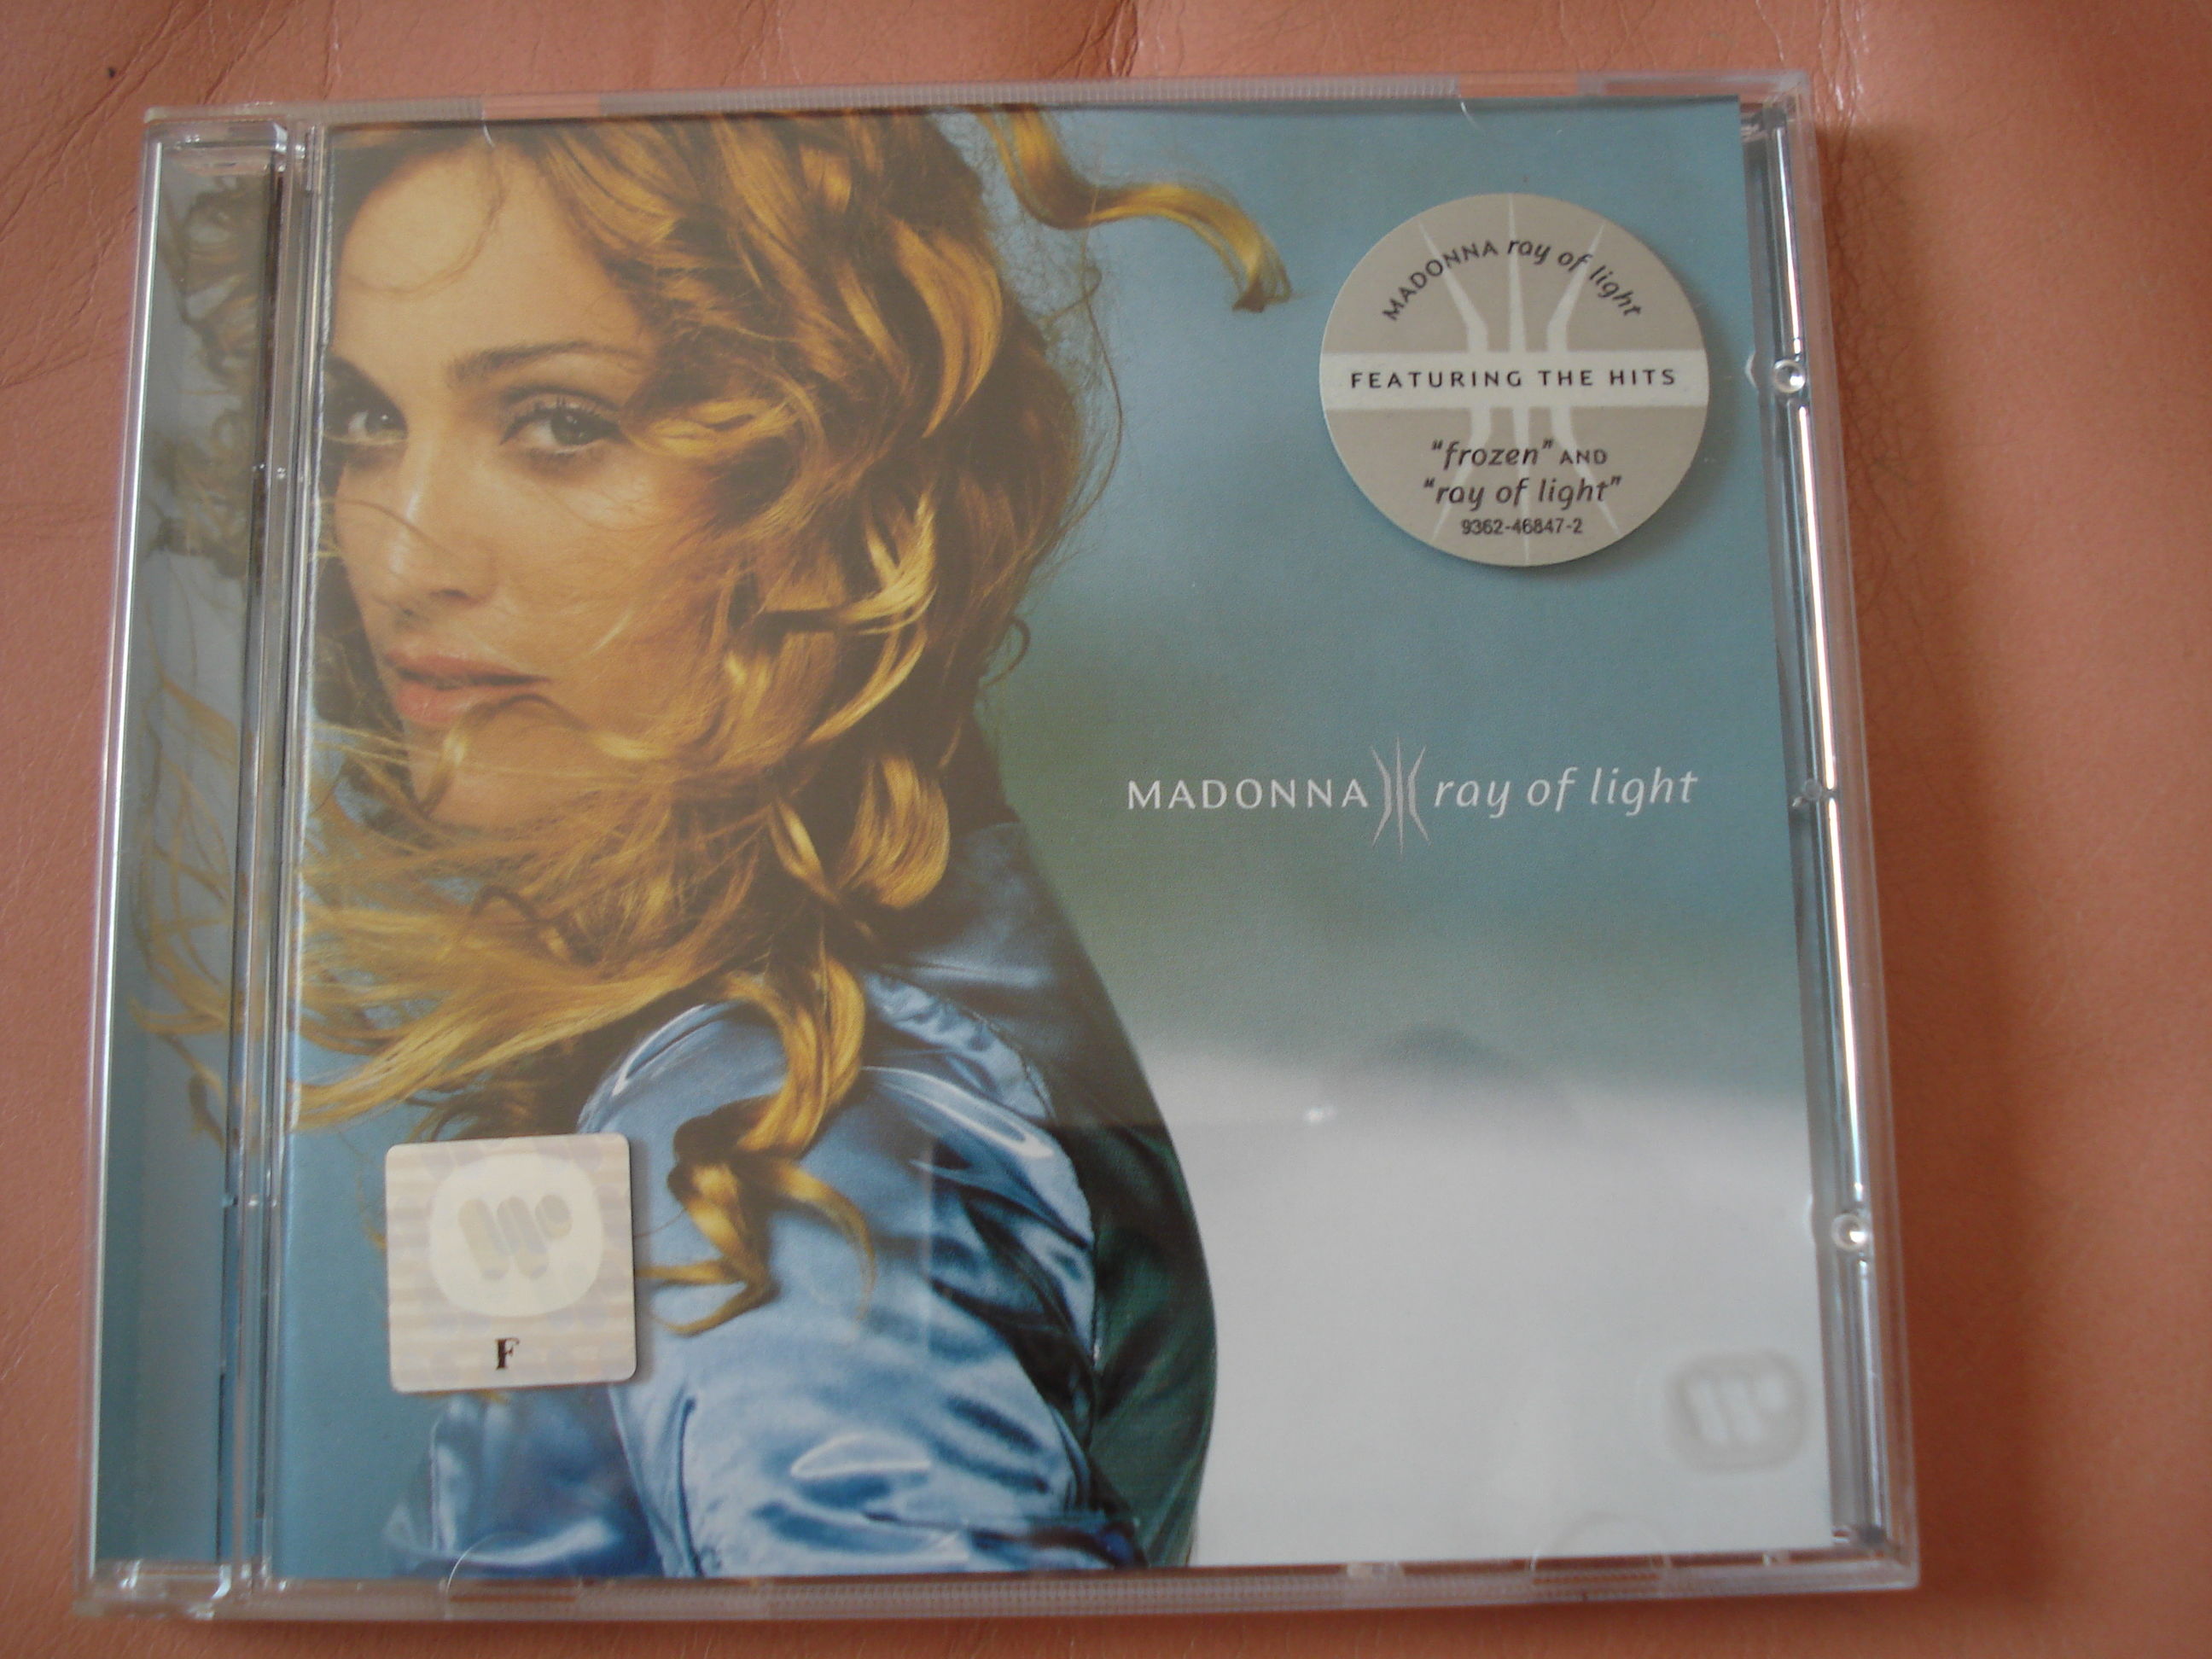 MADONNA ray of light
FEATURING THE HITS
"frozen" AND
"ray of light"
9362-46847-2
MADONNA ray of light
F